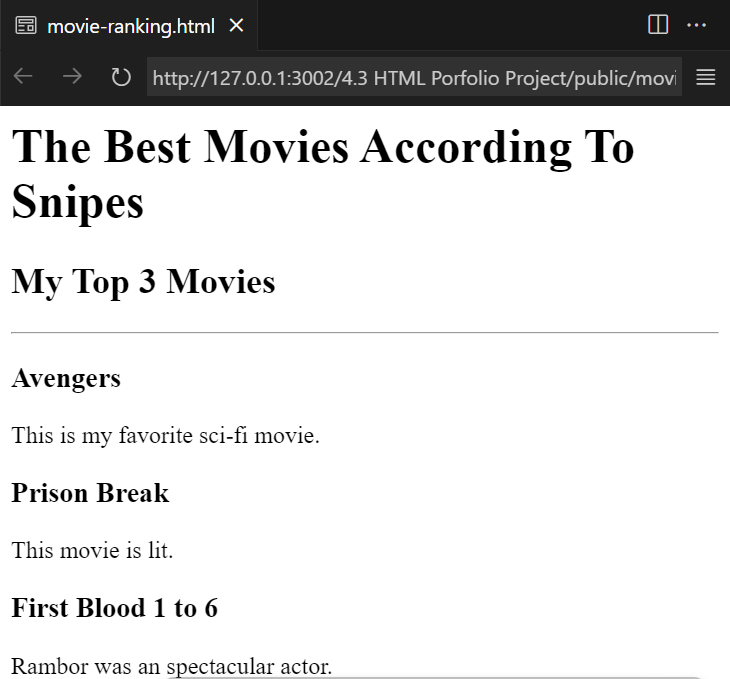 movie-ranking.html
http://127.0.0.1:3002/4.3 HTML Porfolio Project/public/movi
The Best Movies According To
Snipes
My Top 3 Movies
Avengers
This is my favorite sci-fi movie.
Prison Break
This movie is lit.
First Blood 1 to 6
Rambor was an spectacular actor.